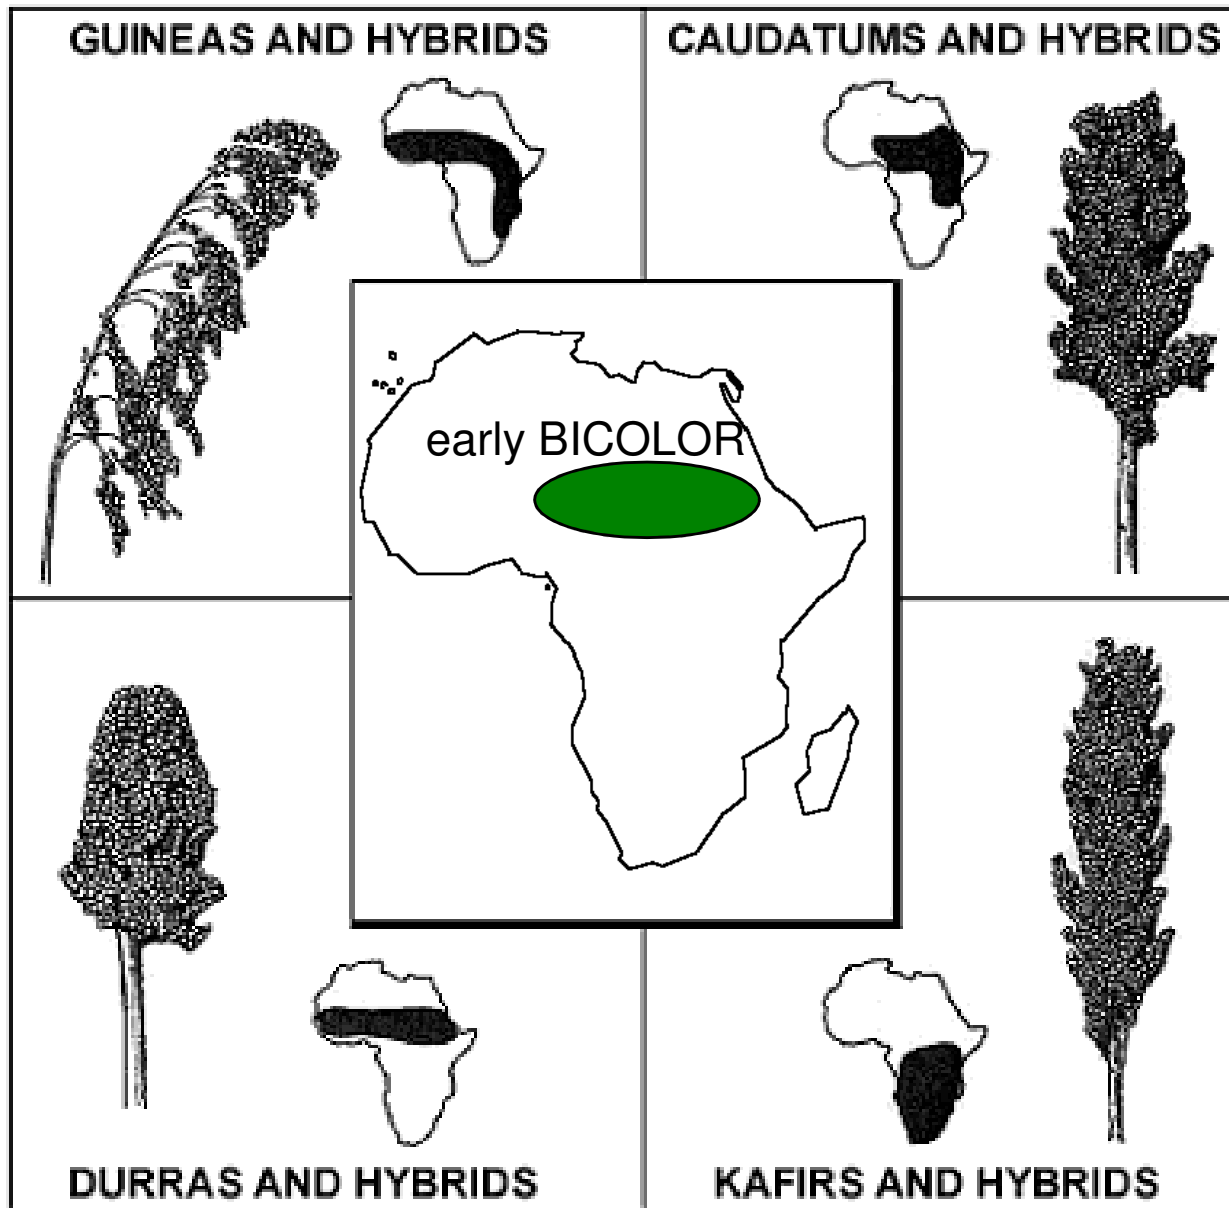 GUINEAS AND HYBRIDS
CAUDATUMS AND HYBRIDS
early BICOLOR
DURRAS AND HYBRIDS
KAFIRS AND HYBRIDS